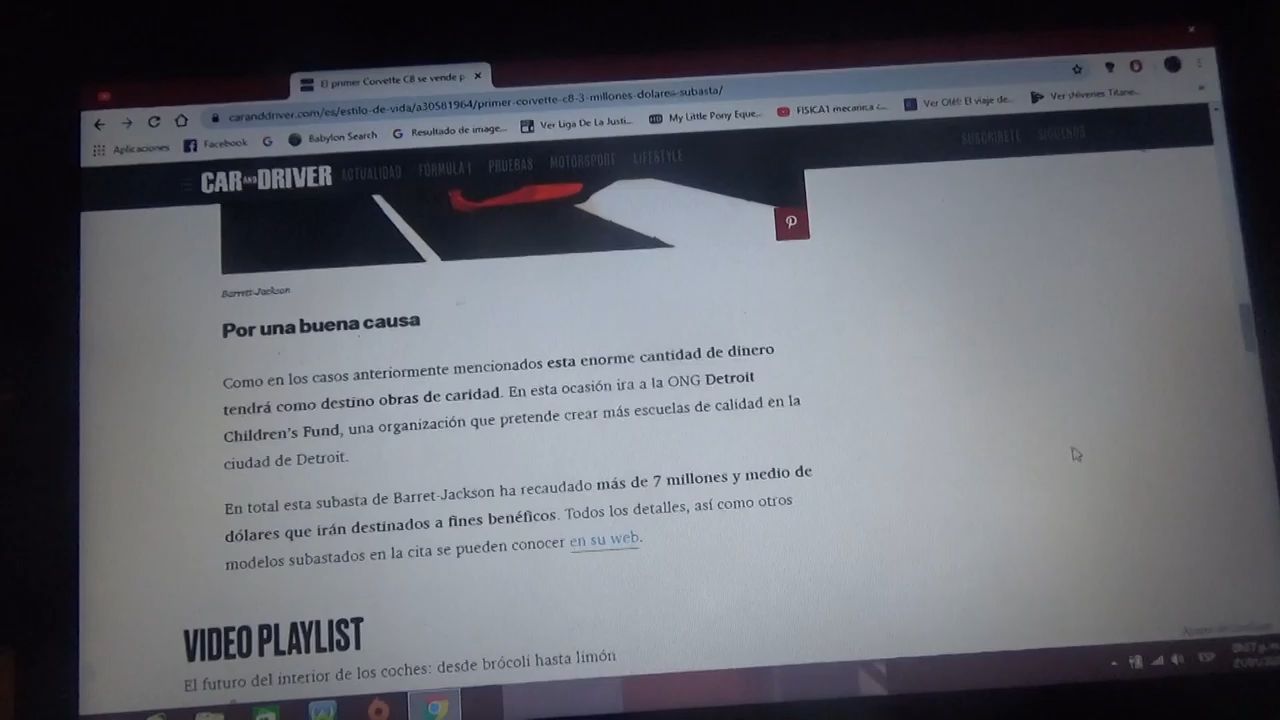 El primer Corvette C8 se vende p
caranddriver.com/es/estilo-de-vida/a30581964/primer-corvette-c8-3-millones-dolares-subasta/
Aplicaciones Facebook Babylon Search Resultado de image... Ver Liga De La Justi... My Little Pony Eque... FISICA1 mecanica c... Ver Olé!: El viaje de... Ver shívenes Titane...
CAR AND DRIVER ACTUALIDAD FÓRMULA 1 PRUEBAS MOTORSPORT LIFESTYLE SUSCRÍBETE SÍGUENOS
Barrett-Jackson
Por una buena causa
Como en los casos anteriormente mencionados esta enorme cantidad de dinero
tendrá como destino obras de caridad. En esta ocasión ira a la ONG Detroit
Children's Fund, una organización que pretende crear más escuelas de calidad en la
ciudad de Detroit.
En total esta subasta de Barret-Jackson ha recaudado más de 7 millones y medio de
dólares que irán destinados a fines benéficos. Todos los detalles, así como otros
modelos subastados en la cita se pueden conocer en su web.
VIDEO PLAYLIST
El futuro del interior de los coches: desde brócoli hasta limón
ESP